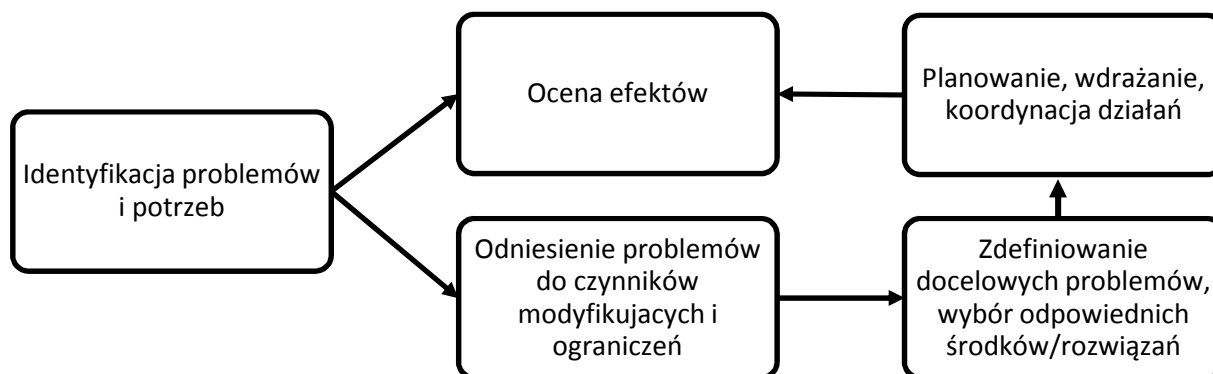 Identyfikacja problemów
i potrzeb
Ocena efektów
Planowanie, wdrażanie,
koordynacja działań
Odniesienie problemów
do czynników
modyfikujacych i
ograniczeń
Zdefiniowanie
docelowych problemów,
wybór odpowiednich
środków/rozwiązań